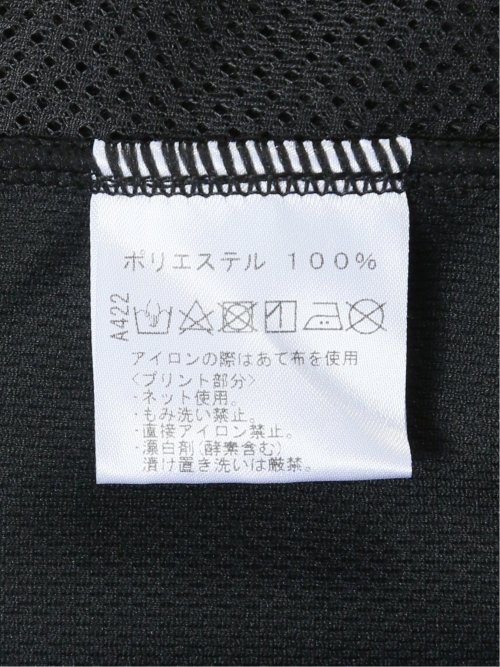 ポリエステル 100%
A422
アイロンの際はあて布を使用
<プリント部分>
・ネット使用。
・もみ洗い禁止。
・直接アイロン禁止。
・漂白剤(酵素含む)
漬け置き洗いは厳禁。